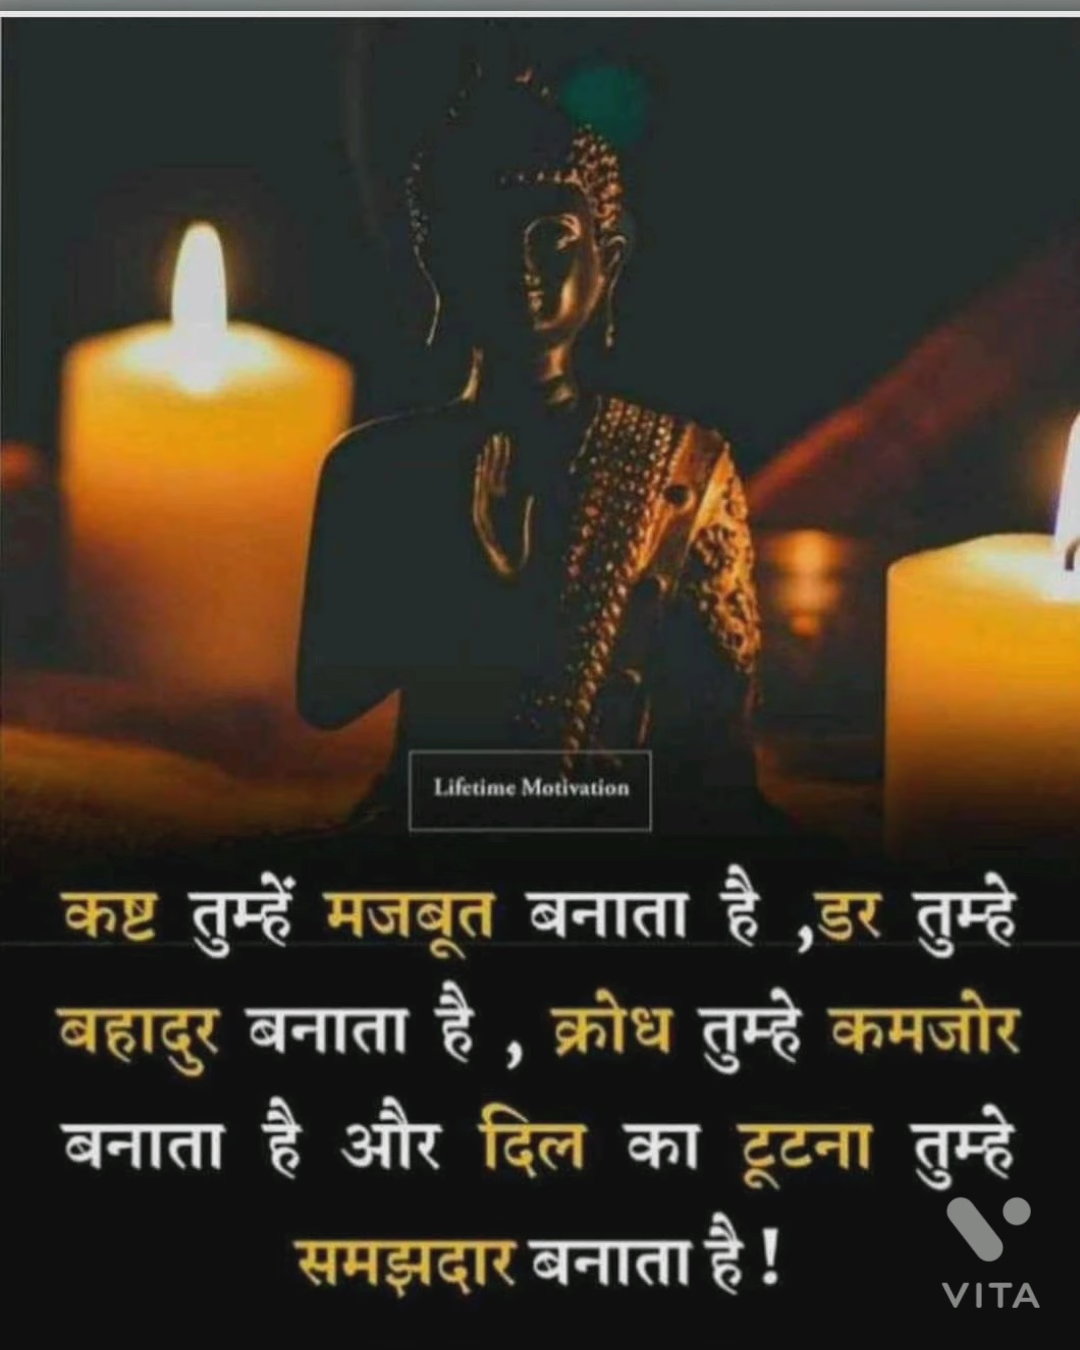 Lifetime Motivation
कष्ट तुम्हें मजबूत बनाता है ,डर तुम्हे
बहादुर बनाता है , क्रोध तुम्हे कमजोर
बनाता है और दिल का टूटना तुम्हे
समझदार बनाता है !
VITA